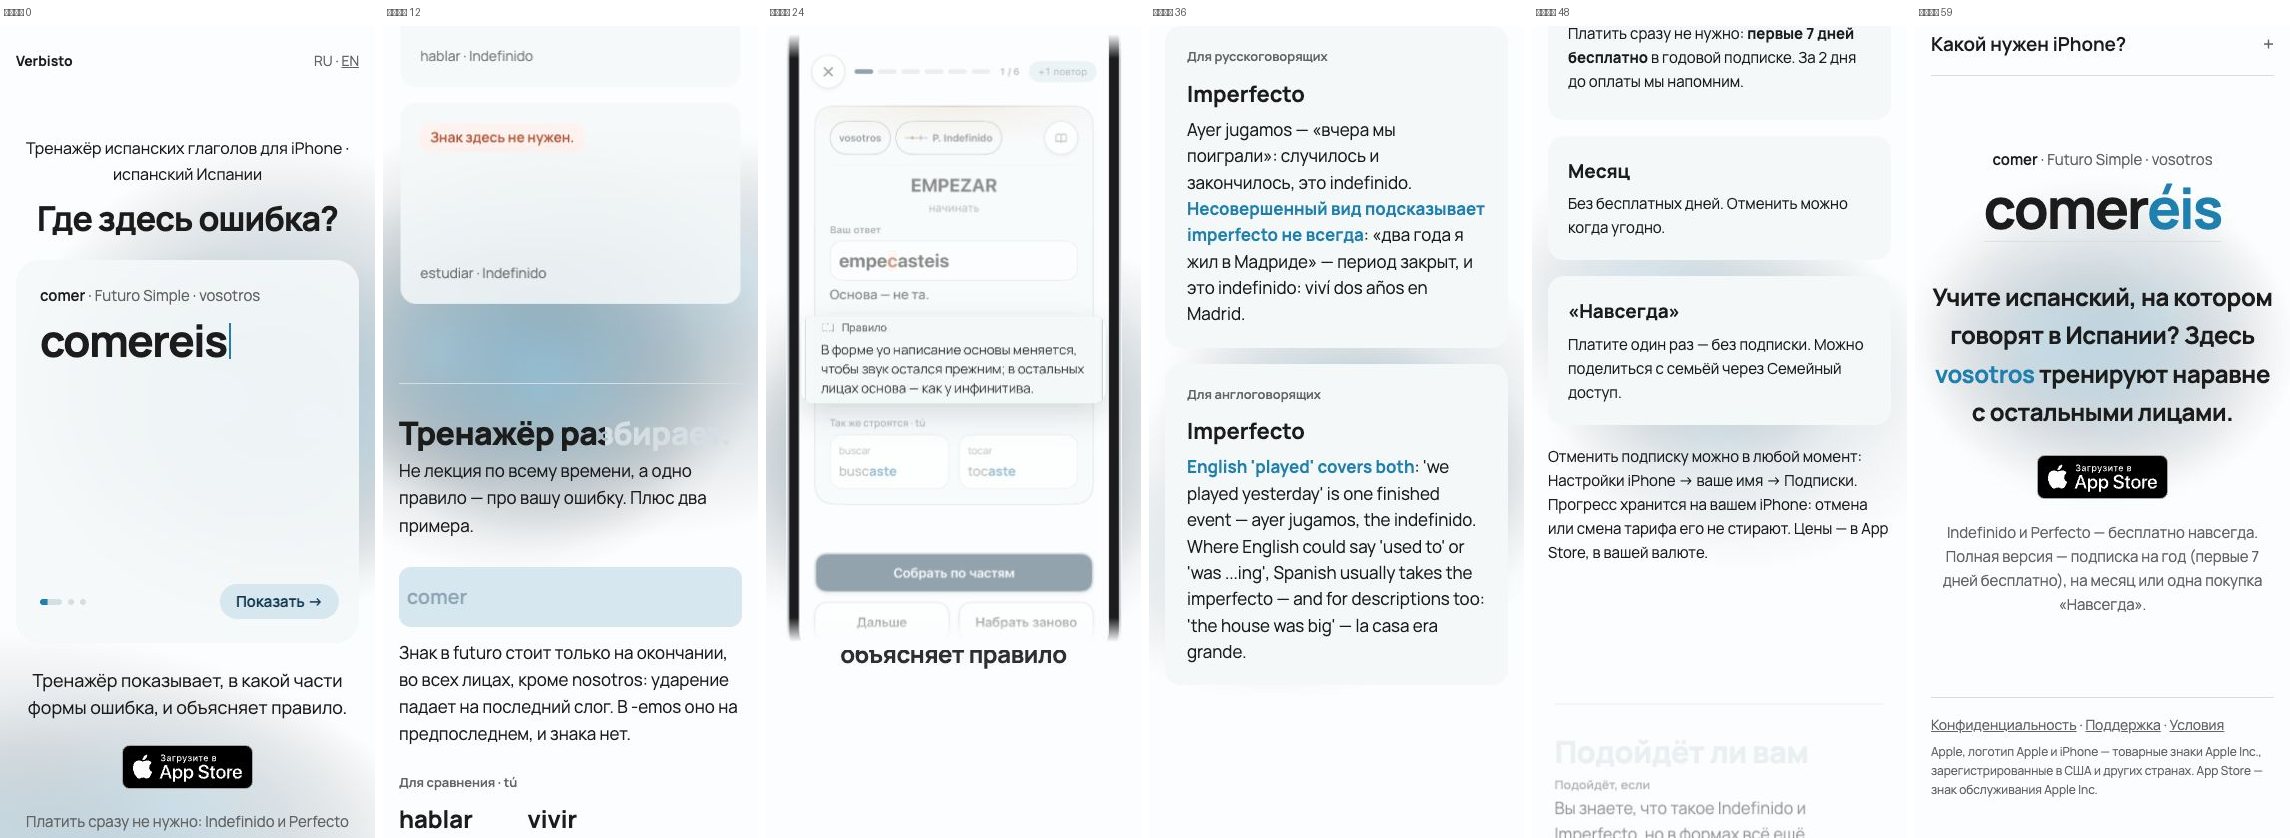 0
Verbisto
RU · EN
Тренажёр испанских глаголов для iPhone ·
испанский Испании
Где здесь ошибка?
comer · Futuro Simple · vosotros
comereis
Показать →
Тренажёр показывает, в какой части
формы ошибка, и объясняет правило.
Загрузите в
App Store
Платить сразу не нужно: Indefinido и Perfecto
12
hablar · Indefinido
Знак здесь не нужен.
estudiar · Indefinido
Тренажёр разбирает.
Не лекция по всему времени, а одно
правило — про вашу ошибку. Плюс два
примера.
comer
Знак в futuro стоит только на окончании,
во всех лицах, кроме nosotros: ударение
падает на последний слог. В -emos оно на
предпоследнем, и знака нет.
Для сравнения · tú
hablar vivir
24
1 / 6
+1 повтор
vosotros
P. Indefinido
EMPEZAR
начинать
Ваш ответ
empecasteis
Основа — не та.
Правило
В форме yo написание основы меняется,
чтобы звук остался прежним; в остальных
лицах основа — как у инфинитива.
Так же строятся · tú
buscar
buscaste
tocar
tocaste
Собрать по частям
Дальше
Набрать заново
объясняет правило
36
Для русскоговорящих
Imperfecto
Ayer jugamos — «вчера мы
поиграли»: случилось и
закончилось, это indefinido.
Несовершенный вид подсказывает
imperfecto не всегда: «два года я
жил в Мадриде» — период закрыт, и
это indefinido: viví dos años en
Madrid.
Для англоговорящих
Imperfecto
English 'played' covers both: 'we
played yesterday' is one finished
event — ayer jugamos, the indefinido.
Where English could say 'used to' or
'was ...ing', Spanish usually takes the
imperfecto — and for descriptions too:
'the house was big' — la casa era
grande.
48
Платить сразу не нужно: первые 7 дней
бесплатно в годовой подписке. За 2 дня
до оплаты мы напомним.
Месяц
Без бесплатных дней. Отменить можно
когда угодно.
«Навсегда»
Платите один раз — без подписки. Можно
поделиться с семьёй через Семейный
доступ.
Отменить подписку можно в любой момент:
Настройки iPhone → ваше имя → Подписки.
Прогресс хранится на вашем iPhone: отмена
или смена тарифа его не стирают. Цены — в App
Store, в вашей валюте.
Подойдёт ли вам
Подойдёт, если
Вы знаете, что такое Indefinido и
Imperfecto, но в формах всё ещё
59
Какой нужен iPhone?
+
comer · Futuro Simple · vosotros
comeréis
Учите испанский, на котором
говорят в Испании? Здесь
vosotros тренируют наравне
с остальными лицами.
Загрузите в
App Store
Indefinido и Perfecto — бесплатно навсегда.
Полная версия — подписка на год (первые 7
дней бесплатно), на месяц или одна покупка
«Навсегда».
Конфиденциальность · Поддержка · Условия
Apple, логотип Apple и iPhone — товарные знаки Apple Inc.,
зарегистрированные в США и других странах. App Store —
знак обслуживания Apple Inc.